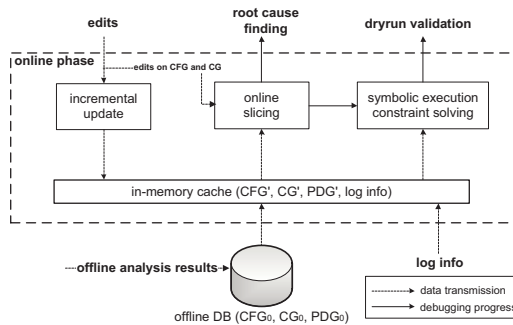 edits
root cause
finding
dryrun validation
online phase
edits on CFG and CG
incremental
update
online
slicing
symbolic execution
constraint solving
in-memory cache (CFG', CG', PDG', log info)
offline analysis results
log info
offline DB (CFG₀, CG₀, PDG₀)
data transmission
debugging progress